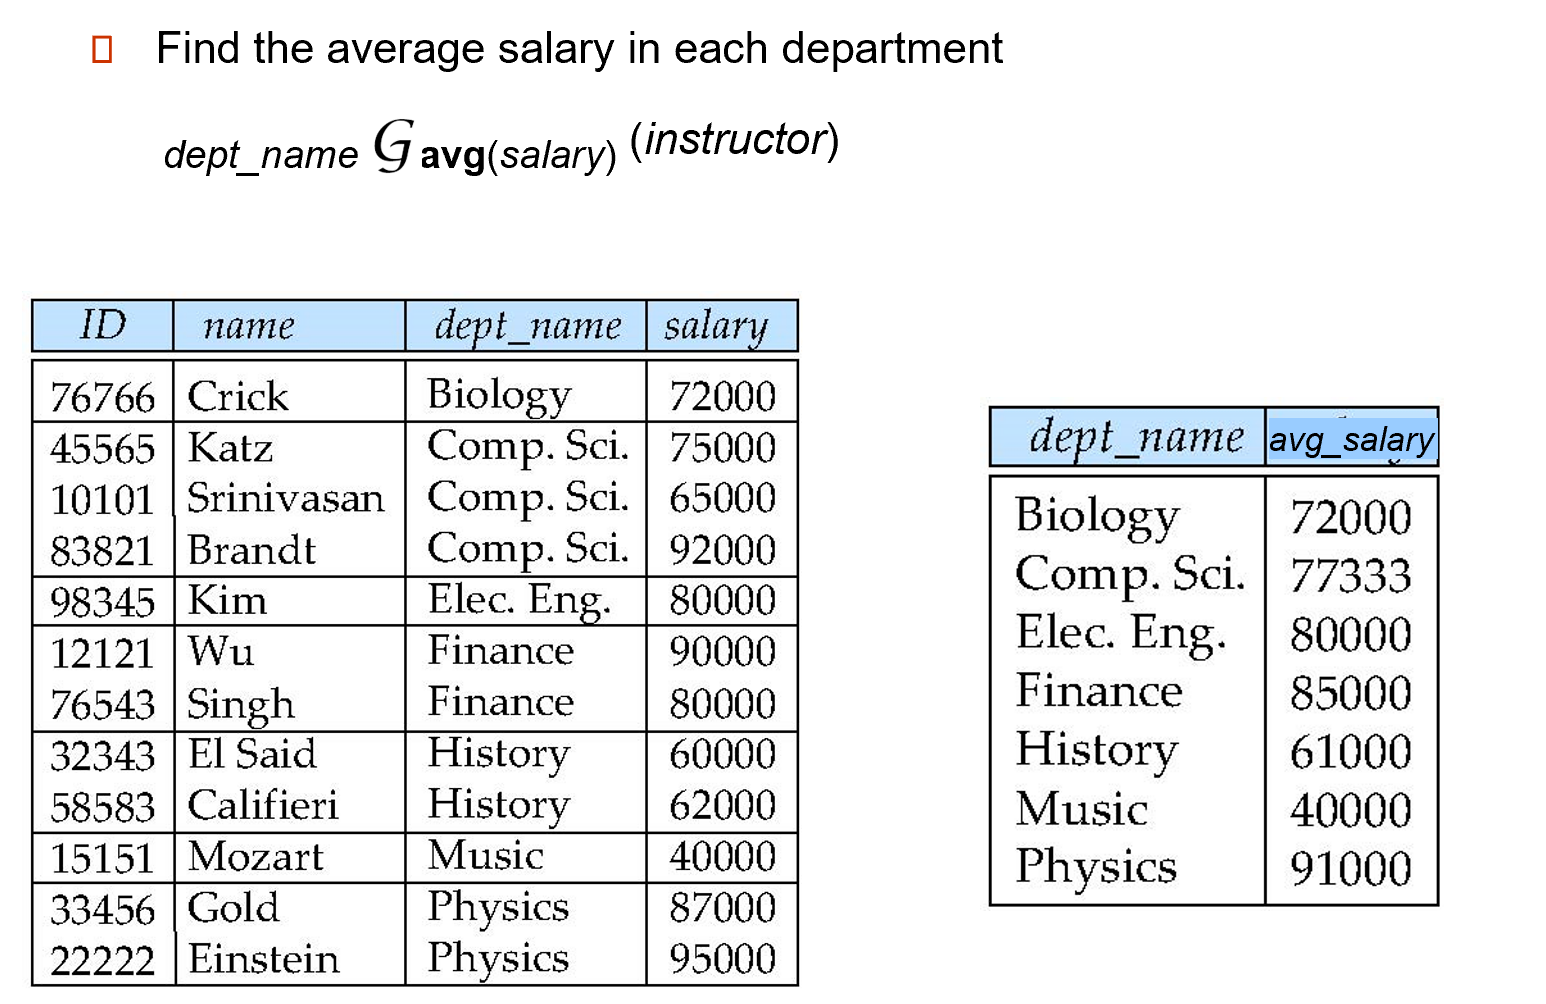 Find the average salary in each department
dept_name 𝒢 avg(salary) (instructor)
ID name dept_name salary
76766 Crick Biology 72000
45565 Katz Comp. Sci. 75000
10101 Srinivasan Comp. Sci. 65000
83821 Brandt Comp. Sci. 92000
98345 Kim Elec. Eng. 80000
12121 Wu Finance 90000
76543 Singh Finance 80000
32343 El Said History 60000
58583 Califieri History 62000
15151 Mozart Music 40000
33456 Gold Physics 87000
22222 Einstein Physics 95000
dept_name avg_salary
Biology 72000
Comp. Sci. 77333
Elec. Eng. 80000
Finance 85000
History 61000
Music 40000
Physics 91000